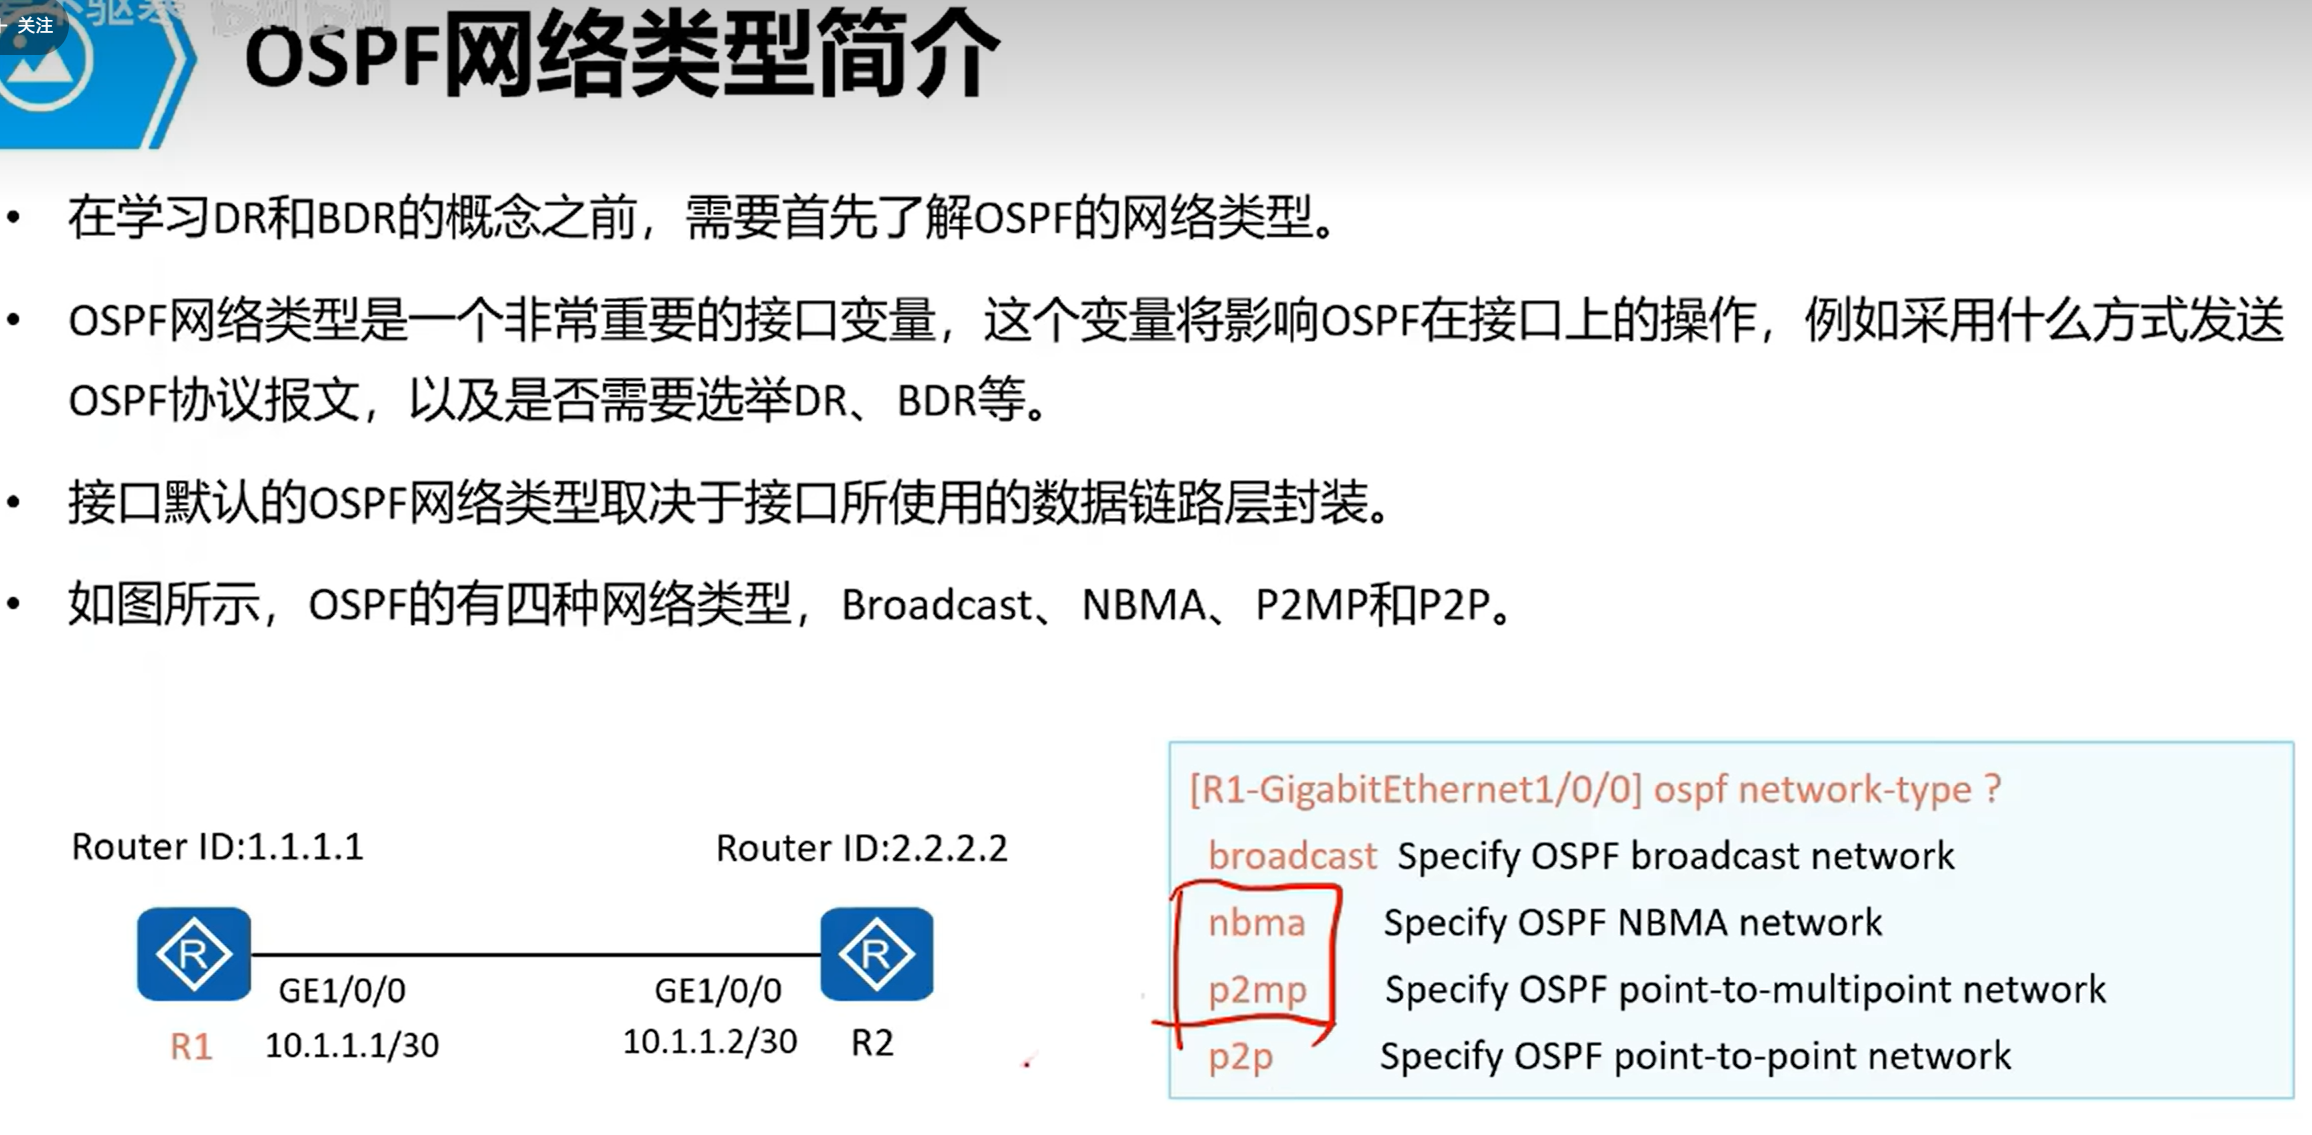 关注
OSPF网络类型简介
• 在学习DR和BDR的概念之前，需要首先了解OSPF的网络类型。
• OSPF网络类型是一个非常重要的接口变量，这个变量将影响OSPF在接口上的操作，例如采用什么方式发送
OSPF协议报文，以及是否需要选举DR、BDR等。
• 接口默认的OSPF网络类型取决于接口所使用的数据链路层封装。
• 如图所示，OSPF的有四种网络类型，Broadcast、NBMA、P2MP和P2P。
Router ID:1.1.1.1
Router ID:2.2.2.2
R
R
GE1/0/0
GE1/0/0
R1
10.1.1.1/30
10.1.1.2/30
R2
[R1-GigabitEthernet1/0/0] ospf network-type ?
broadcast Specify OSPF broadcast network
nbma Specify OSPF NBMA network
p2mp Specify OSPF point-to-multipoint network
p2p Specify OSPF point-to-point network